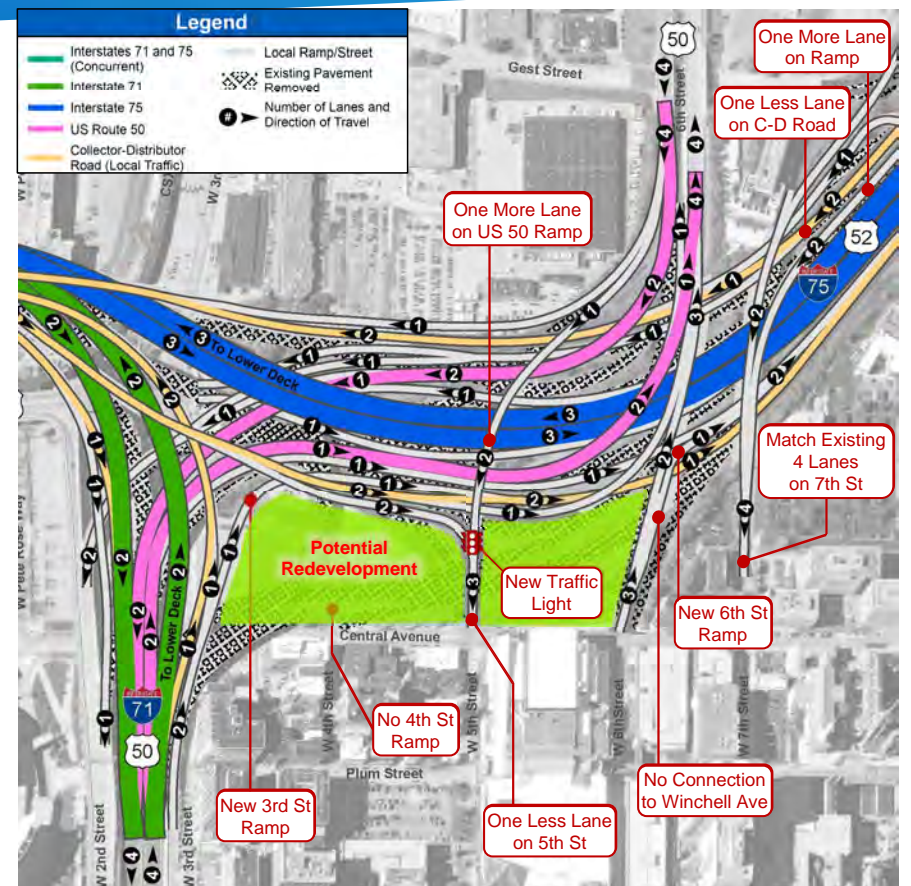 Legend
Interstates 71 and 75
(Concurrent)
Interstate 71
Interstate 75
US Route 50
Collector-Distributor
Road (Local Traffic)
Local Ramp/Street
Existing Pavement
Removed
# Number of Lanes and
Direction of Travel
50
Gest Street
6th Street
One More Lane
on Ramp
One Less Lane
on C-D Road
One More Lane
on US 50 Ramp
52
75
W 3rd
To Lower Deck
Match Existing
4 Lanes
on 7th St
Potential
Redevelopment
New Traffic
Light
W Pete Rose Way
To Lower Deck
Central Avenue
New 6th St
Ramp
71
50
No 4th St
Ramp
W 4th Street
W 5th Street
W 6th Street
W 7th Street
Plum Street
New 3rd St
Ramp
One Less Lane
on 5th St
No Connection
to Winchell Ave
W 2nd Street
W 3rd Street